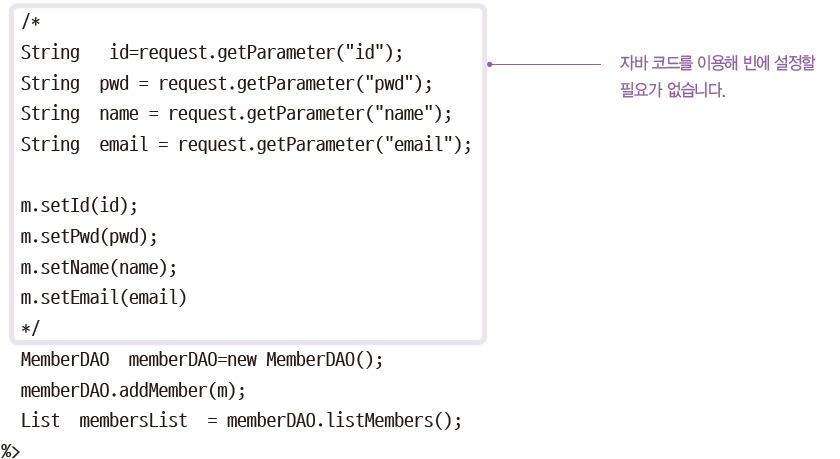 /*
String   id=request.getParameter("id");
String  pwd = request.getParameter("pwd");
String  name = request.getParameter("name");
String  email = request.getParameter("email");
m.setId(id);
m.setPwd(pwd);
m.setName(name);
m.setEmail(email)
*/
MemberDAO  memberDAO=new MemberDAO();
memberDAO.addMember(m);
List  membersList  = memberDAO.listMembers();
%>
자바 코드를 이용해 빈에 설정할
필요가 없습니다.